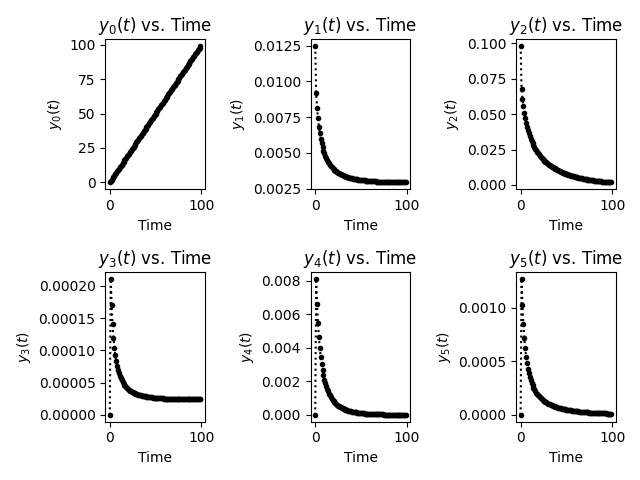 y₀(t) vs. Time
y₁(t) vs. Time
y₂(t) vs. Time
100
75
50
25
0
y₀(t)
0
100
Time
0.0125
0.0100
0.0075
0.0050
0.0025
y₁(t)
0
100
Time
0.100
0.075
0.050
0.025
0.000
y₂(t)
0
100
Time
y₃(t) vs. Time
y₄(t) vs. Time
y₅(t) vs. Time
0.00020
0.00015
0.00010
0.00005
0.00000
y₃(t)
0
100
Time
0.008
0.006
0.004
0.002
0.000
y₄(t)
0
100
Time
0.0010
0.0005
0.0000
y₅(t)
0
100
Time